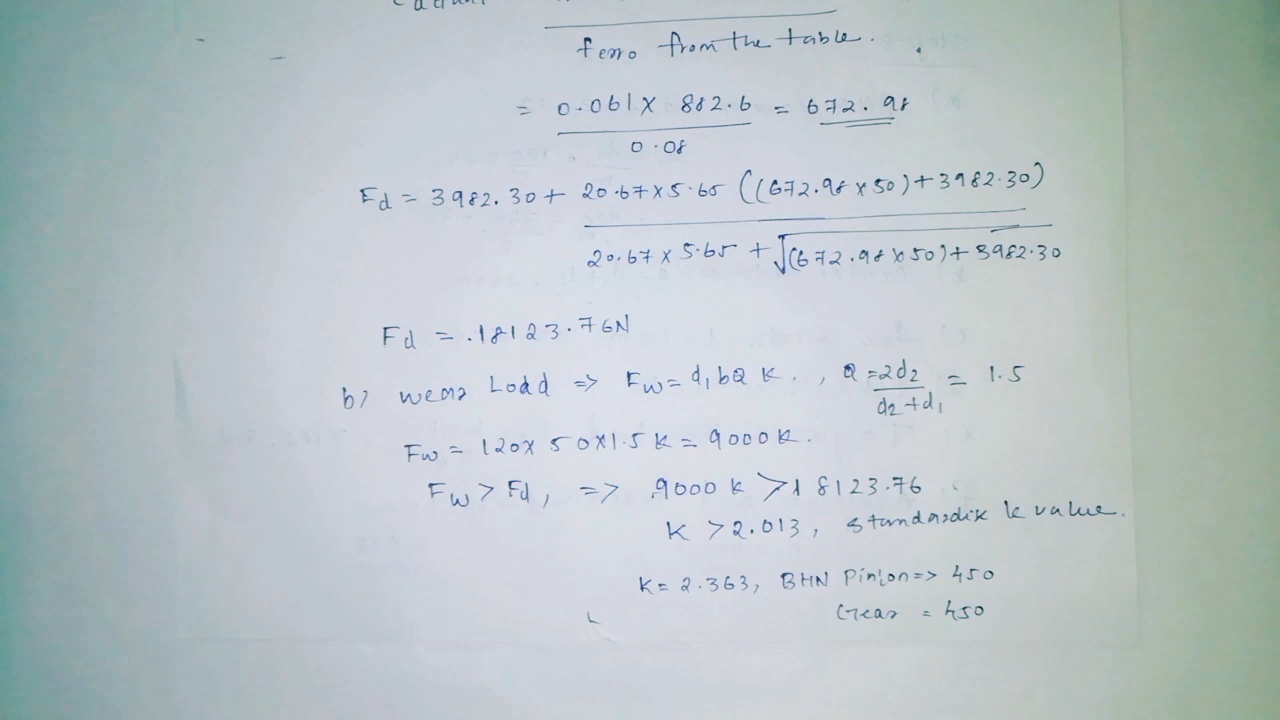 ferro from the table.
= 0.061 x 882.6 / 0.08 = 672.98
Fd = 3982.30 + 20.67 x 5.65 ((672.98 x 50) + 3982.30) / 20.67 x 5.65 + √(672.98 x 50) + 3982.30
Fd = .18123.76N
b) wear Load => Fw = d1 b Q K. , Q = 2d2 / d2 + d1 = 1.5
Fw = 120 x 50 x 1.5 K = 9000 K.
Fw > Fd, => 9000 K > 18123.76
K > 2.013, standardix k value.
K = 2.363, BHN Pinion => 450
Gear = 450